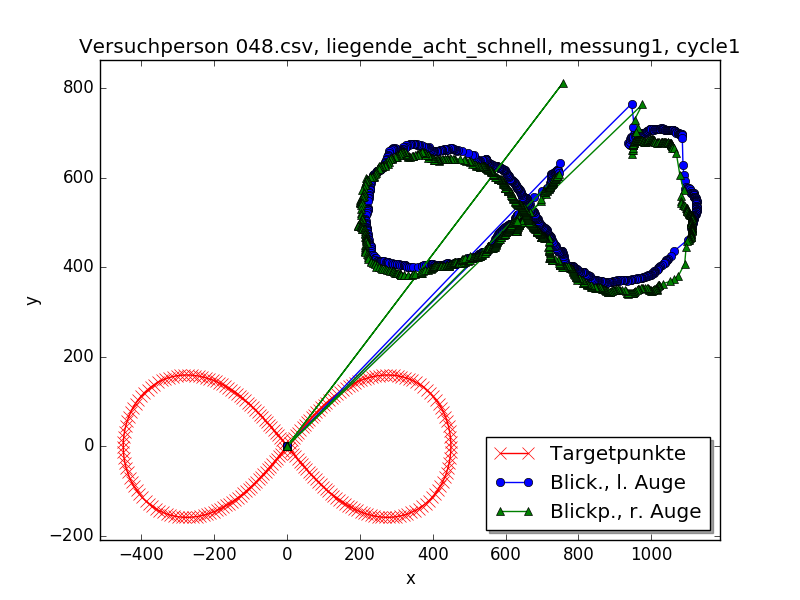 Versuchperson 048.csv, liegende_acht_schnell, messung1, cycle1
y
800
600
400
200
0
−200
−400
−200
0
200
400
600
800
1000
x
Targetpunkte
Blick., l. Auge
Blickp., r. Auge